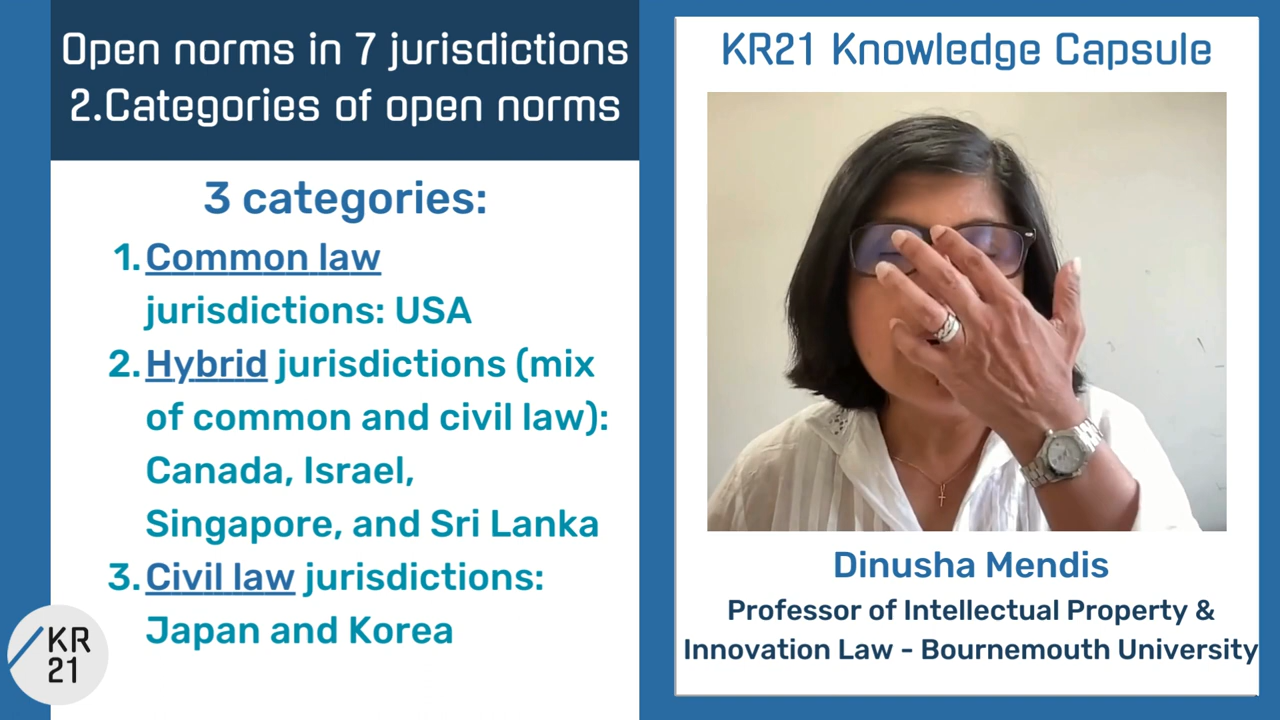 Open norms in 7 jurisdictions
2.Categories of open norms
3 categories:
1. Common law
jurisdictions: USA
2. Hybrid jurisdictions (mix
of common and civil law):
Canada, Israel,
Singapore, and Sri Lanka
3. Civil law jurisdictions:
Japan and Korea
KR
21
KR21 Knowledge Capsule
Dinusha Mendis
Professor of Intellectual Property &
Innovation Law - Bournemouth University